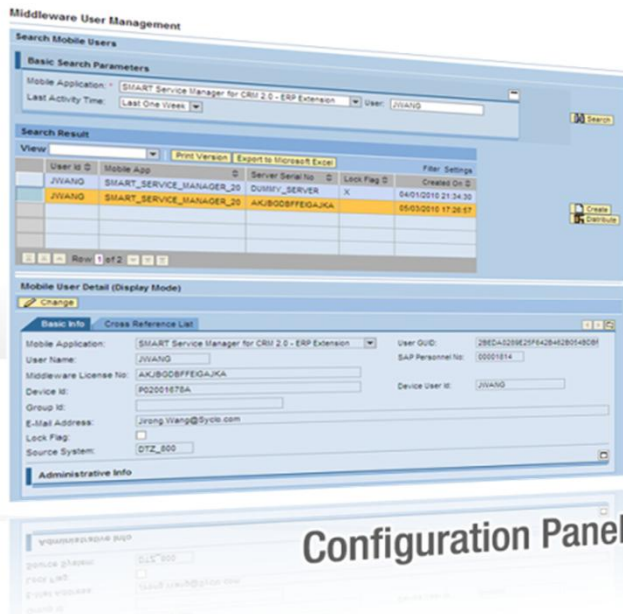 Middleware User Management
Search Mobile Users
Basic Search Parameters
Mobile Application: * SMART Service Manager for CRM 2.0 - ERP Extension User: JWANG
Last Activity Time: Last One Week
Search
Search Result
View Print Version Export to Microsoft Excel Filter Settings
User Id Mobile App Server Serial No Lock Flag Created On
JWANG SMART_SERVICE_MANAGER_20 DUMMY_SERVER X 04/01/2010 21:34:30
JWANG SMART_SERVICE_MANAGER_20 AKJBGDBFFEIGAJKA 05/03/2010 17:26:57
Create
Distribute
Row 1 of 2
Mobile User Detail (Display Mode)
Change
Basic Info Cross Reference List
Mobile Application: SMART Service Manager for CRM 2.0 - ERP Extension User GUID:
User Name: JWANG SAP Personnel No: 00001814
Middleware License No: AKJBGDBFFEIGAJKA
Device Id: P02001678A Device User Id: JWANG
Group Id:
E-Mail Address: Jirong.Wang@Syclo.com
Lock Flag:
Source System: DTZ_800
Administrative Info
Configuration Panel